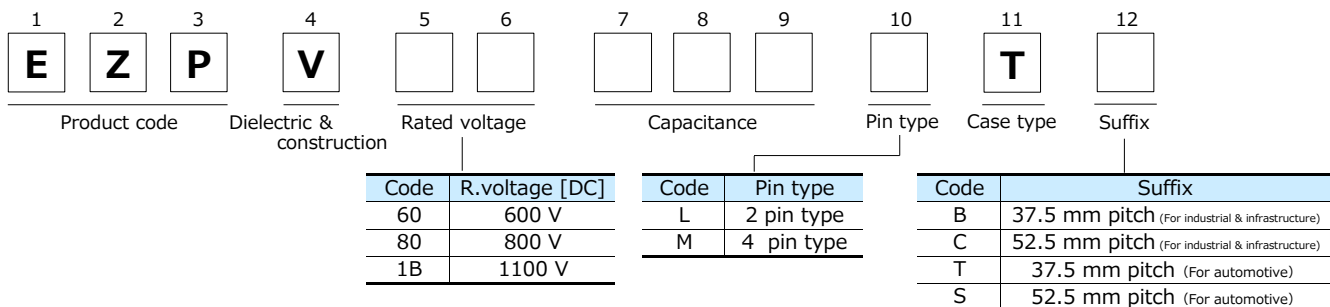 1 2 3 4 5 6 7 8 9 10 11 12
E Z P V T
Product code Dielectric & construction Rated voltage Capacitance Pin type Case type Suffix
Code R.voltage [DC]
60 600 V
80 800 V
1B 1100 V
Code Pin type
L 2 pin type
M 4 pin type
Code Suffix
B 37.5 mm pitch (For industrial & infrastructure)
C 52.5 mm pitch (For industrial & infrastructure)
T 37.5 mm pitch (For automotive)
S 52.5 mm pitch (For automotive)